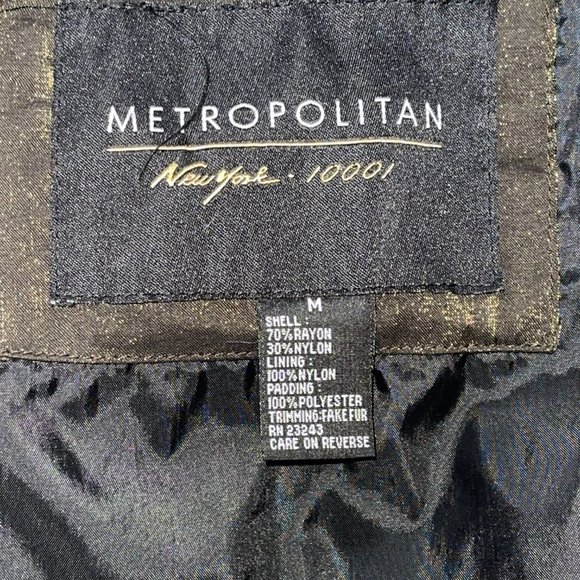 METROPOLITAN
New York · 10001
M
SHELL :
70%RAYON
30%NYLON
LINING :
100%NYLON
PADDING :
100%POLYESTER
TRIMMING:FAKE FUR
RN 23243
CARE ON REVERSE